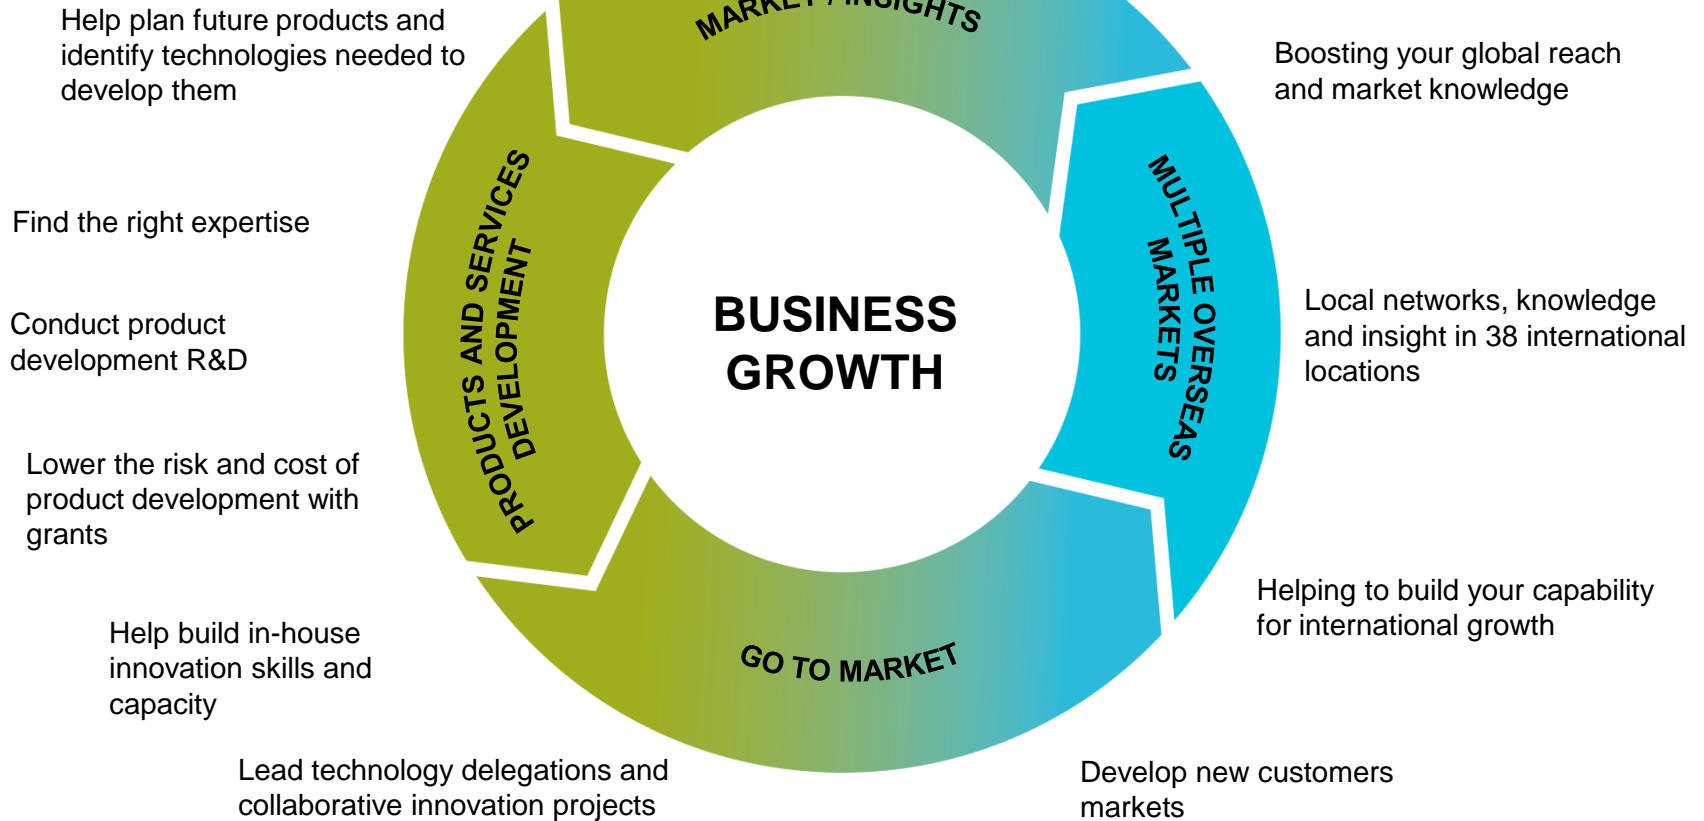 MARKET / INSIGHTS
Help plan future products and
identify technologies needed to
develop them
Boosting your global reach
and market knowledge
Find the right expertise
PRODUCTS AND SERVICES
DEVELOPMENT
MULTIPLE OVERSEAS
MARKETS
BUSINESS
GROWTH
Conduct product
development R&D
Local networks, knowledge
and insight in 38 international
locations
Lower the risk and cost of
product development with
grants
Helping to build your capability
for international growth
Help build in-house
innovation skills and
capacity
GO TO MARKET
Lead technology delegations and
collaborative innovation projects
Develop new customers
markets